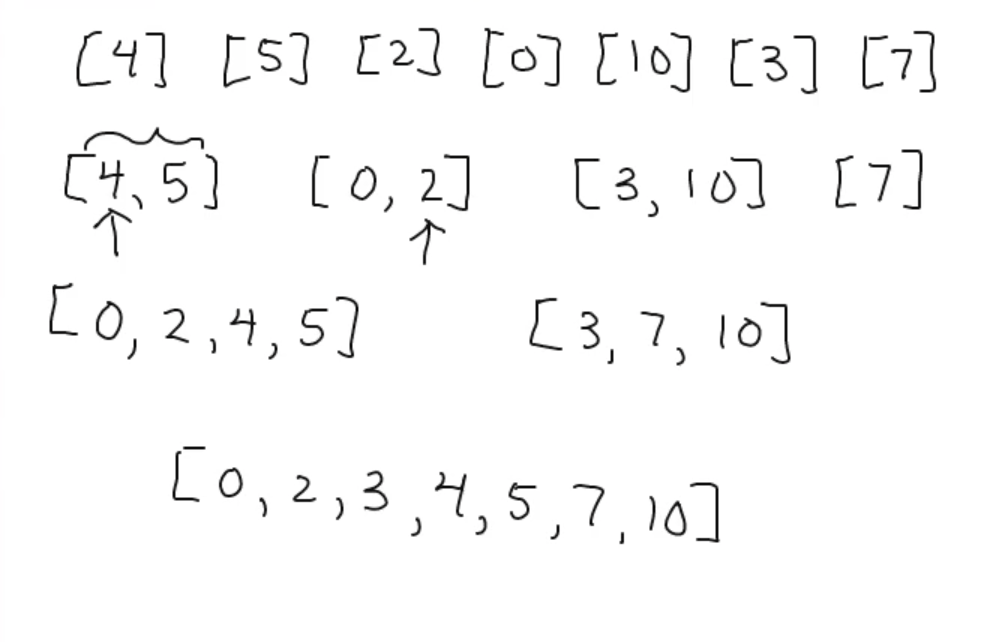 [4] [5] [2] [0] [10] [3] [7]
[4, 5] [0, 2] [3, 10] [7]
[0, 2, 4, 5] [3, 7, 10]
[0, 2, 3, 4, 5, 7, 10]